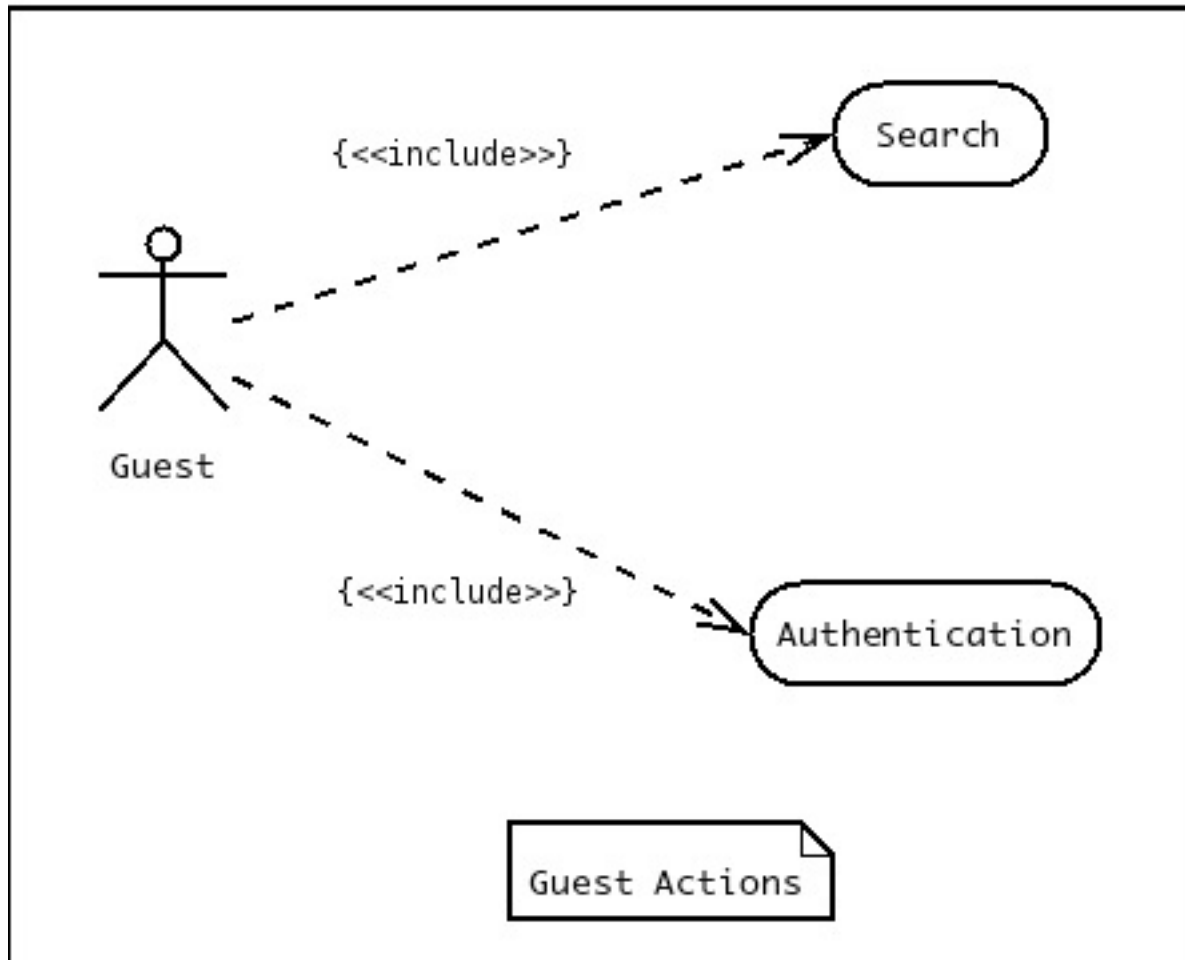 {<<include>>}
Search
Guest
{<<include>>}
Authentication
Guest Actions